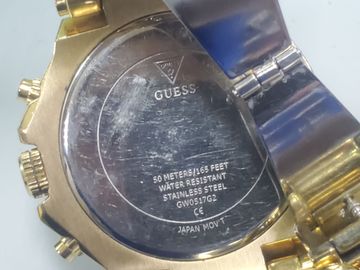 GUESS
50 METERS/165 FEET
WATER RESISTANT
STAINLESS STEEL
GW0517G2
CE
JAPAN MOV'T